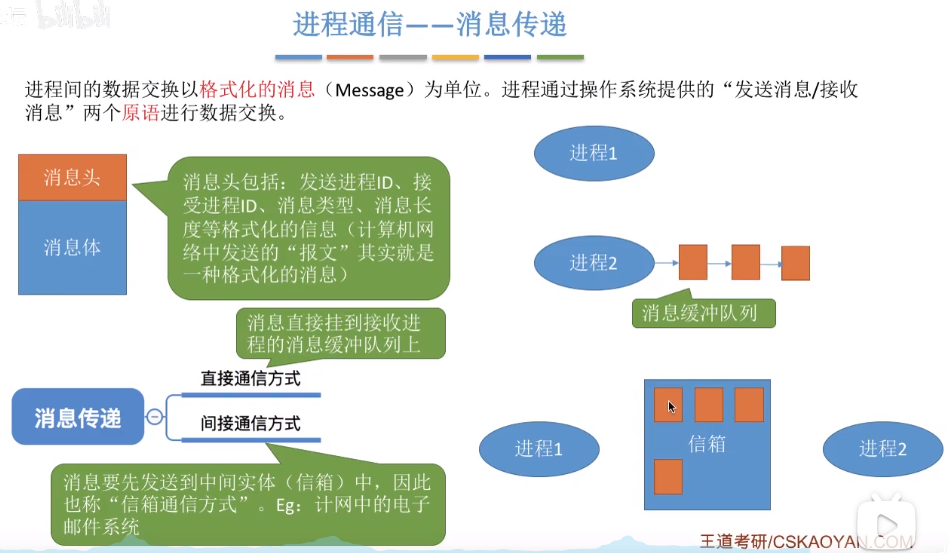 bilibili
进程通信——消息传递
进程间的数据交换以格式化的消息（Message）为单位。进程通过操作系统提供的“发送消息/接收
消息”两个原语进行数据交换。
消息头
消息体
消息头包括：发送进程ID、接
受进程ID、消息类型、消息长
度等格式化的信息（计算机网
络中发送的“报文”其实就是
一种格式化的消息）
进程1
进程2
消息缓冲队列
消息直接挂到接收进
程的消息缓冲队列上
直接通信方式
消息传递
间接通信方式
消息要先发送到中间实体（信箱）中，因此
也称“信箱通信方式”。Eg：计网中的电子
邮件系统
进程1
信箱
进程2
王道考研/CSKAOYAN.COM